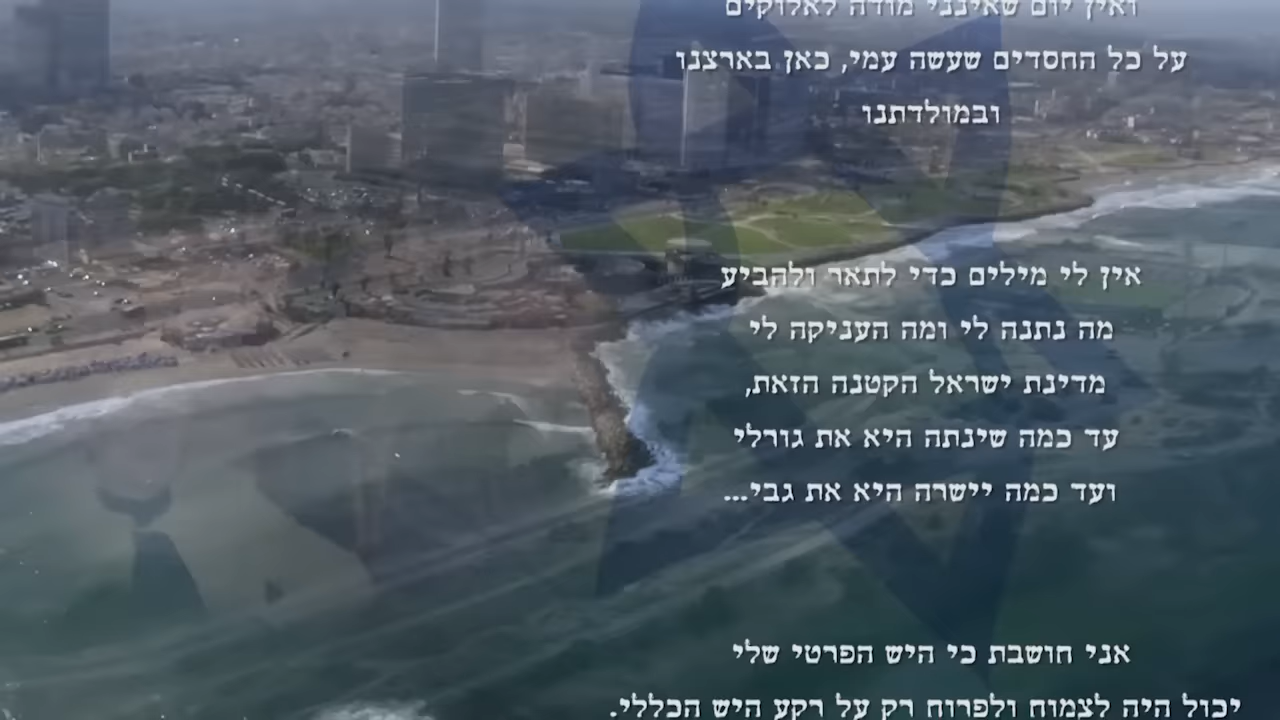 ואין יום שאינני מודה לאלוקים
על כל החסדים שעשה עמי, כאן בארצנו
ובמולדתנו
אין לי מילים כדי לתאר ולהביע
מה נתנה לי ומה העניקה לי
מדינת ישראל הקטנה הזאת,
עד כמה שינתה היא את גורלי
ועד כמה יישרה היא את גבי...
אני חושבת כי היש הפרטי שלי
יכול היה לצמוח ולפרוח רק על רקע היש הכללי.